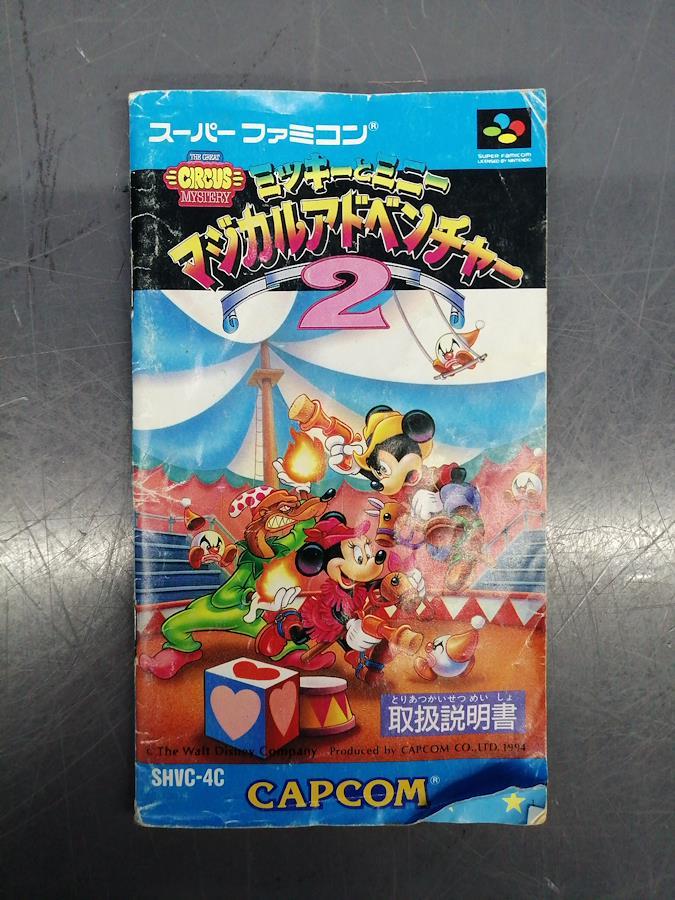 スーパーファミコン®
SUPER FAMICOM
LICENSED BY NINTENDO
THE GREAT
CIRCUS
MYSTERY
ミッキーとミニー
マジカルアドベンチャー
2
とりあつかいせつめいしょ
取扱説明書
© The Walt Disney Company Produced by CAPCOM CO., LTD. 1994
SHVC-4C
CAPCOM®